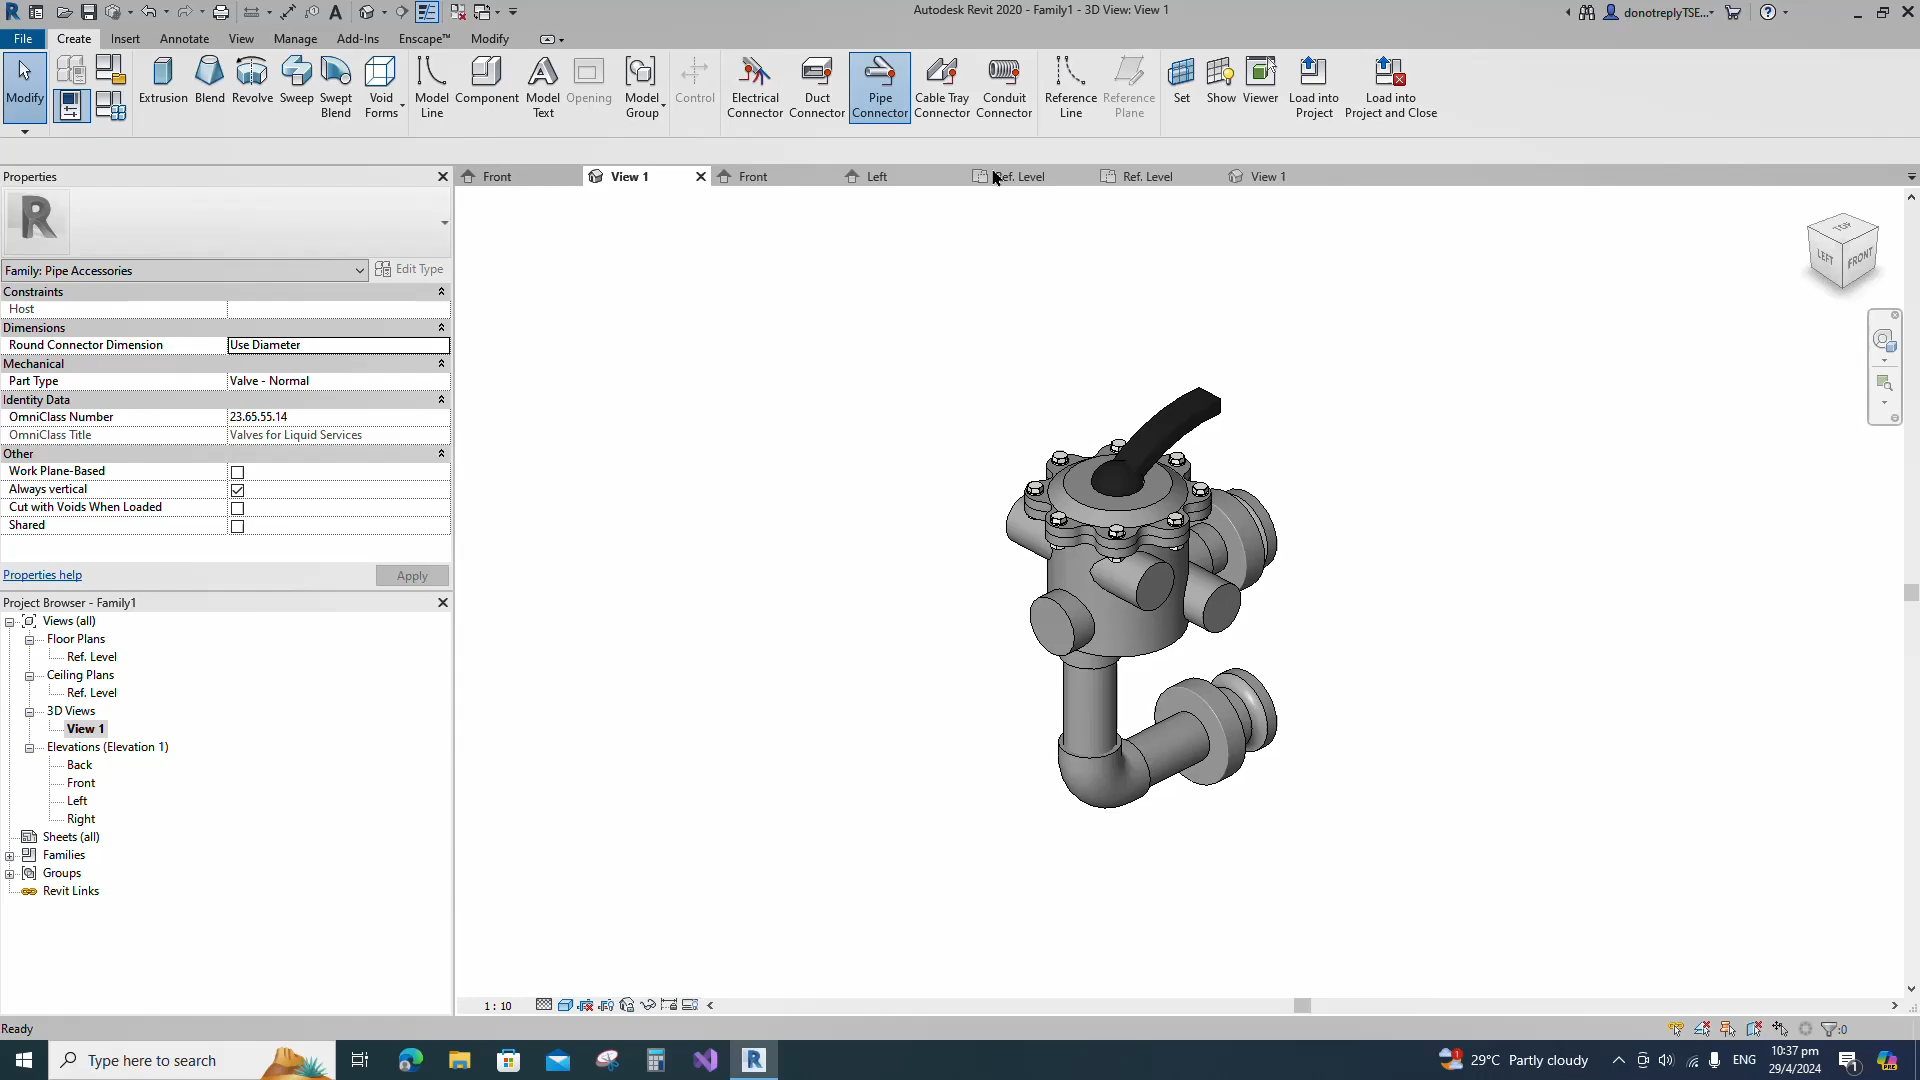 Autodesk Revit 2020 - Family1 - 3D View: View 1
donotreplyTSE...
File Create Insert Annotate View Manage Add-Ins Enscape™ Modify
Modify
Extrusion
Blend
Revolve
Sweep
Swept Blend
Void Forms
Model Line
Component
Model Text
Opening
Model Group
Control
Electrical Connector
Duct Connector
Pipe Connector
Cable Tray Connector
Conduit Connector
Reference Line
Reference Plane
Set
Show
Viewer
Load into Project
Load into Project and Close
Properties
Front
View 1
Front
Left
Ref. Level
Ref. Level
View 1
Family: Pipe Accessories
Edit Type
Constraints
Host
Dimensions
Round Connector Dimension Use Diameter
Mechanical
Part Type Valve - Normal
Identity Data
OmniClass Number 23.65.55.14
OmniClass Title Valves for Liquid Services
Other
Work Plane-Based
Always vertical
Cut with Voids When Loaded
Shared
Properties help
Apply
Project Browser - Family1
Views (all)
Floor Plans
Ref. Level
Ceiling Plans
Ref. Level
3D Views
View 1
Elevations (Elevation 1)
Back
Front
Left
Right
Sheets (all)
Families
Groups
Revit Links
TOP
LEFT
FRONT
1 : 10
Ready
:0
Type here to search
29°C Partly cloudy
ENG
10:37 pm
29/4/2024